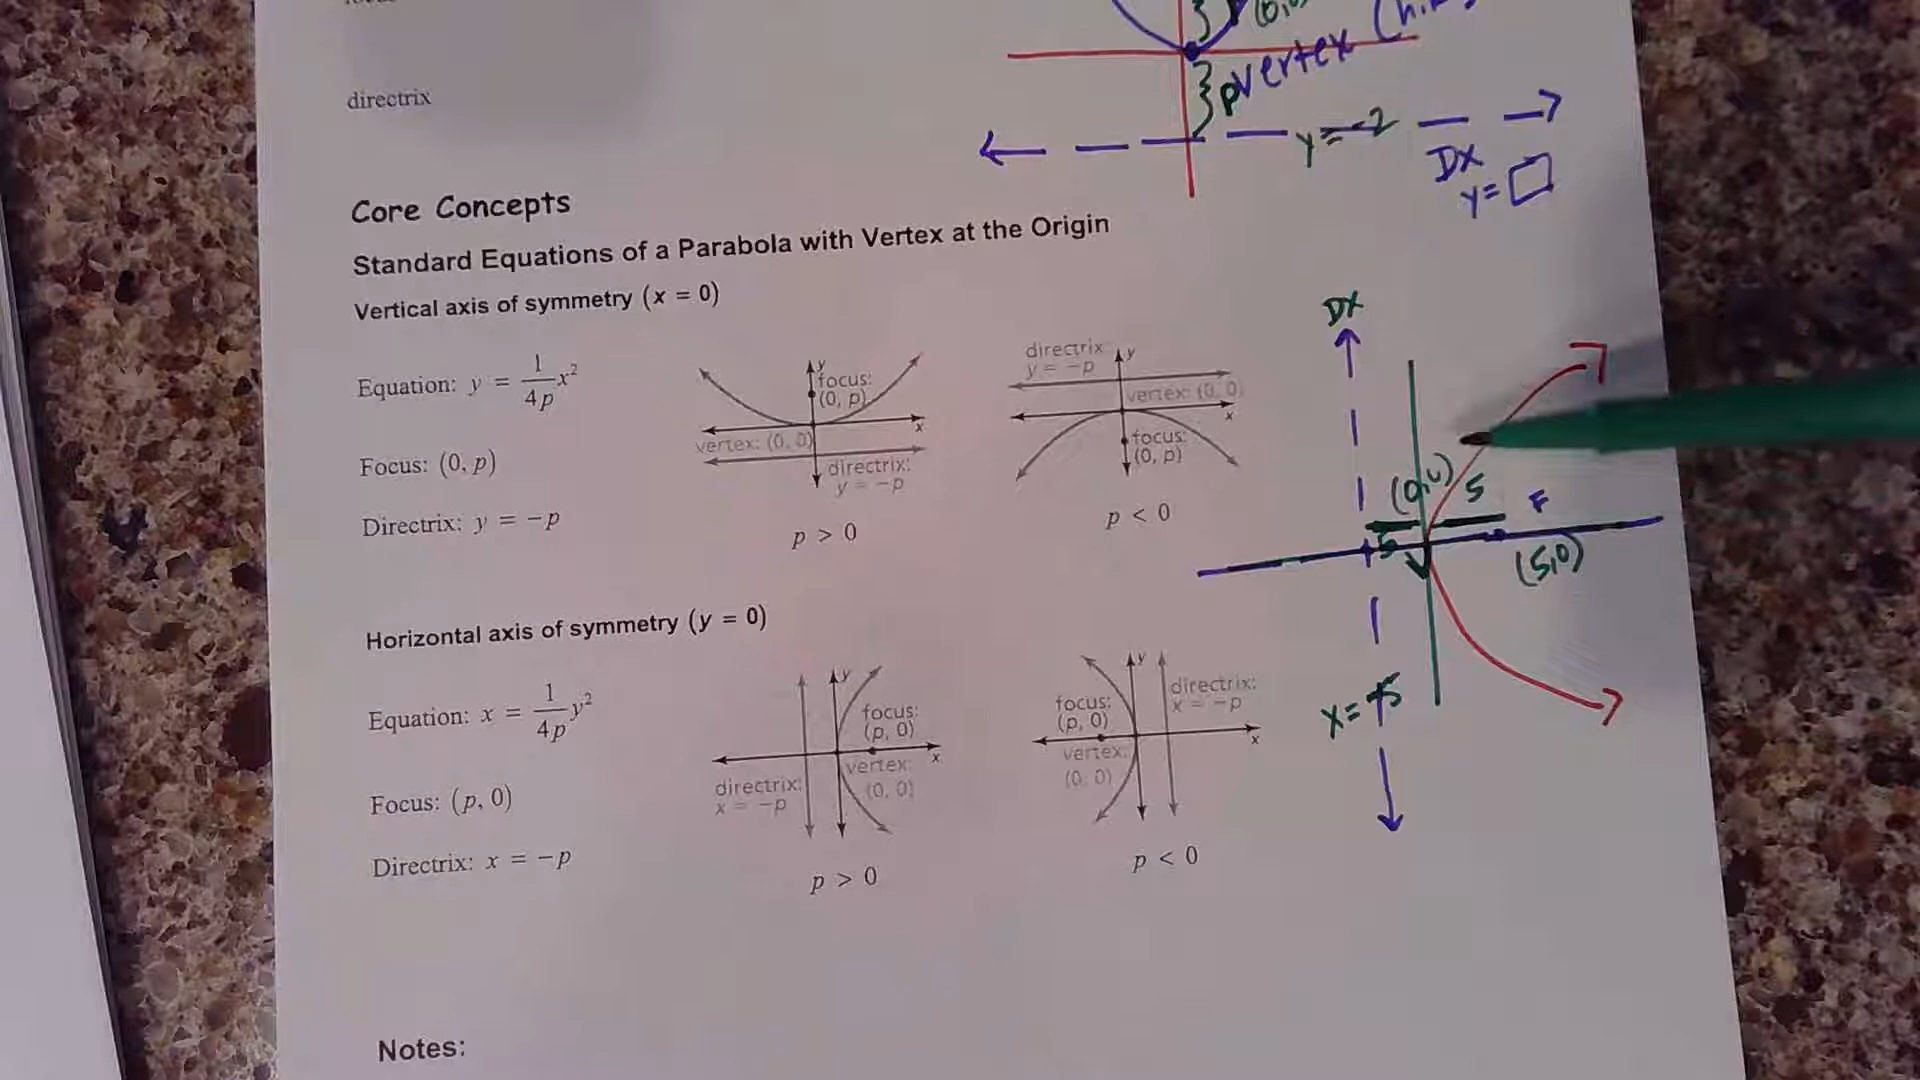 directrix
(0,0)
vertex (h,k)
p
y=-2
DX
y=□
Core Concepts
Standard Equations of a Parabola with Vertex at the Origin
Vertical axis of symmetry (x = 0)
Equation: y = 1/4p x²
Focus: (0, p)
Directrix: y = −p
y
focus:
(0, p)
x
vertex: (0, 0)
directrix:
y = −p
p > 0
directrix
y = −p
y
vertex: (0, 0)
x
focus:
(0, p)
p < 0
DX
(0,0)
5
F
5
(5,0)
x=-5
Horizontal axis of symmetry (y = 0)
Equation: x = 1/4p y²
Focus: (p, 0)
Directrix: x = −p
y
focus:
(p, 0)
x
vertex:
(0, 0)
directrix:
x = −p
p > 0
y
directrix:
x = −p
focus:
(p, 0)
x
vertex:
(0, 0)
p < 0
Notes: